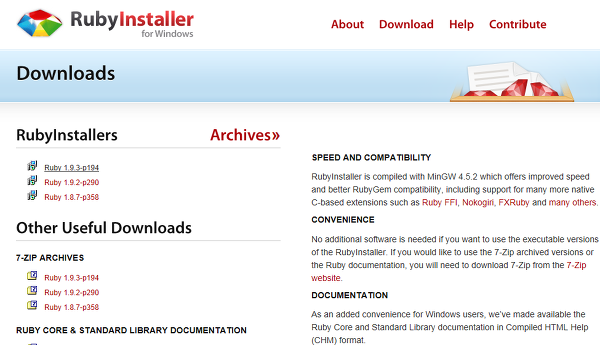 RubyInstaller
for Windows
About Download Help Contribute
Downloads
RubyInstallers Archives»
Ruby 1.9.3-p194
Ruby 1.9.2-p290
Ruby 1.8.7-p358
Other Useful Downloads
7-ZIP ARCHIVES
Ruby 1.9.3-p194
Ruby 1.9.2-p290
Ruby 1.8.7-p358
RUBY CORE & STANDARD LIBRARY DOCUMENTATION
SPEED AND COMPATIBILITY
RubyInstaller is compiled with MinGW 4.5.2 which offers improved speed
and better RubyGem compatibility, including support for many more native
C-based extensions such as Ruby FFI, Nokogiri, FXRuby and many others.
CONVENIENCE
No additional software is needed if you want to use the executable versions
of the RubyInstaller. If you would like to use the 7-Zip archived versions or
the Ruby documentation, you will need to download 7-Zip from the 7-Zip
website.
DOCUMENTATION
As an added convenience for Windows users, we've made available the
Ruby Core and Standard Library documentation in Compiled HTML Help
(CHM) format.